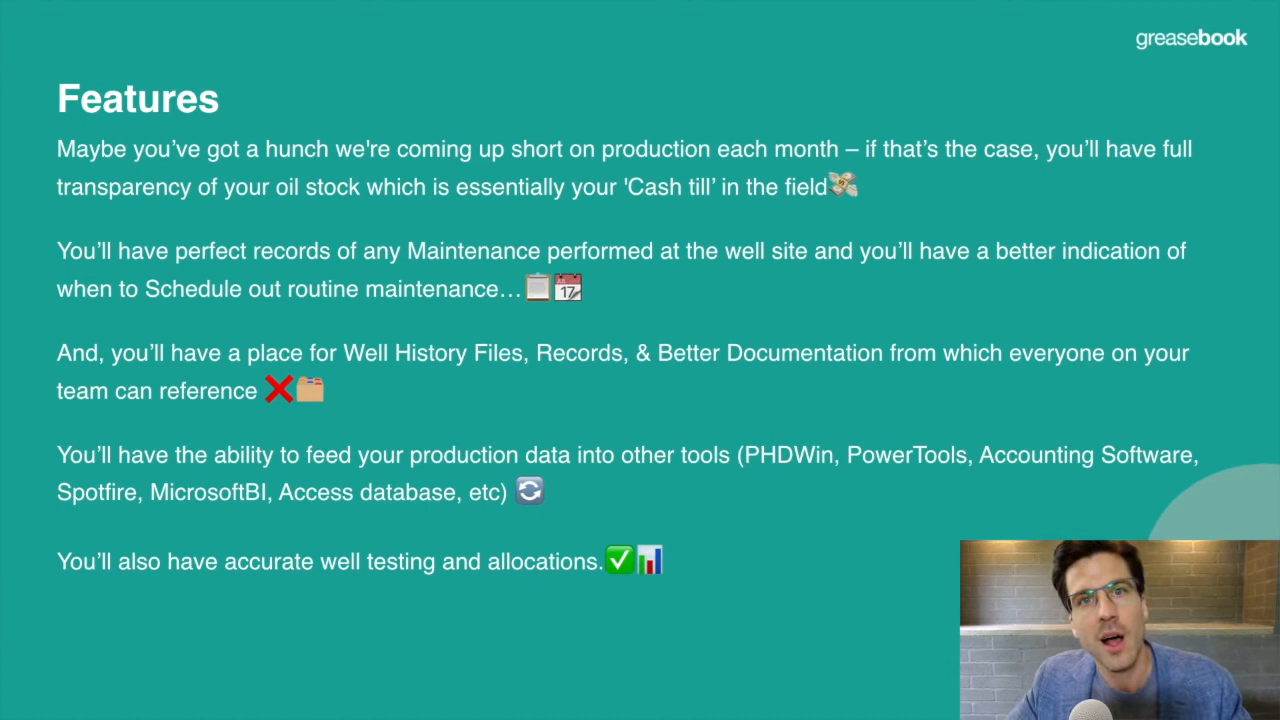 greasebook
Features
Maybe you’ve got a hunch we're coming up short on production each month – if that’s the case, you’ll have full
transparency of your oil stock which is essentially your 'Cash till’ in the field💸
You’ll have perfect records of any Maintenance performed at the well site and you’ll have a better indication of
when to Schedule out routine maintenance…📋📅
And, you’ll have a place for Well History Files, Records, & Better Documentation from which everyone on your
team can reference ❌🗂️
You’ll have the ability to feed your production data into other tools (PHDWin, PowerTools, Accounting Software,
Spotfire, MicrosoftBI, Access database, etc) 🔄
You’ll also have accurate well testing and allocations.✅📊